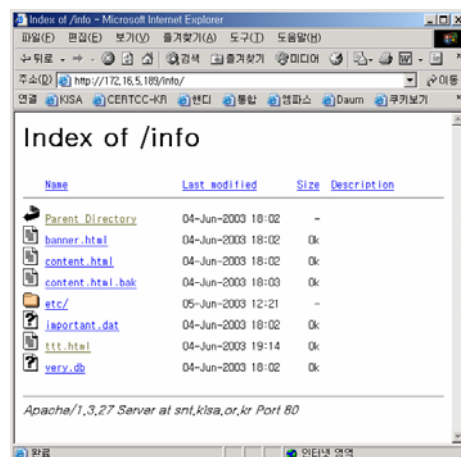 Index of /info - Microsoft Internet Explorer
파일(F) 편집(E) 보기(V) 즐겨찾기(A) 도구(T) 도움말(H)
뒤로 검색 즐겨찾기 미디어
주소(D) http://172,16,5,189/info/ 이동
연결 KISA CERTCC-KR 핸디 통합 엠파스 Daum 쿠키보기
Index of /info
Name Last modified Size Description
Parent Directory 04-Jun-2003 18:02 -
banner.html 04-Jun-2003 18:02 0k
content.html 04-Jun-2003 18:02 0k
content.html.bak 04-Jun-2003 18:03 0k
etc/ 05-Jun-2003 12:21 -
important.dat 04-Jun-2003 18:02 0k
ttt.html 04-Jun-2003 19:14 0k
very.db 04-Jun-2003 18:02 0k
Apache/1,3,27 Server at snt,kisa,or,kr Port 80
완료 인터넷 영역